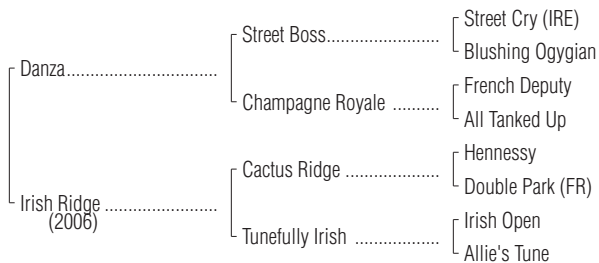 Street Cry (IRE)
Street Boss........................
Blushing Ogygian
Danza................................
French Deputy
Champagne Royale ..........
All Tanked Up
Hennessy
Cactus Ridge ....................
Double Park (FR)
Irish Ridge ........................
(2006)
Irish Open
Tunefully Irish ..................
Allie's Tune